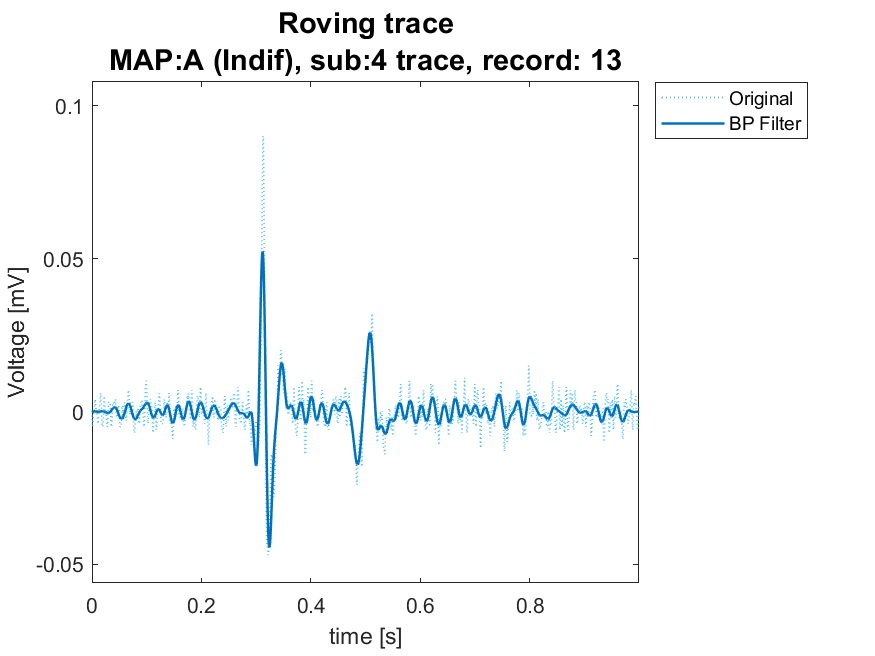 Roving trace
MAP:A (Indif), sub:4 trace, record: 13
Original
BP Filter
0.1
0.05
0
-0.05
Voltage [mV]
0
0.2
0.4
0.6
0.8
time [s]